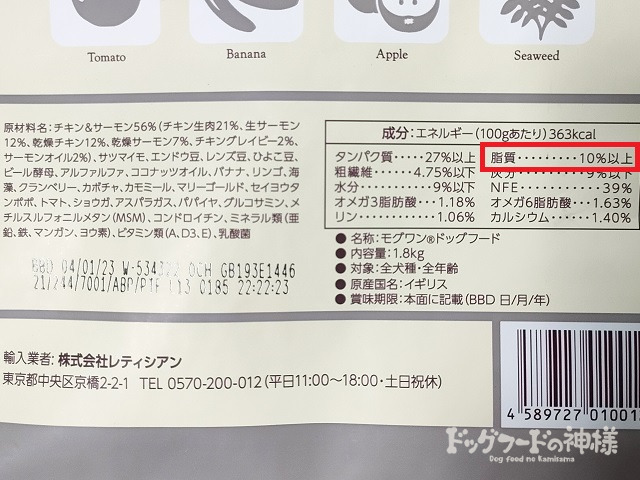 Tomato
Banana
Apple
Seaweed
原材料名:チキン&サーモン56%(チキン生肉21%、生サーモン
12%、乾燥チキン12%、乾燥サーモン7%、チキングレイビー2%、
サーモンオイル2%)、サツマイモ、エンドウ豆、レンズ豆、ひよこ豆、
ビール酵母、アルファルファ、ココナッツオイル、バナナ、リンゴ、海
藻、クランベリー、カボチャ、カモミール、マリーゴールド、セイヨウタ
ンポポ、トマト、ショウガ、アスパラガス、パパイヤ、グルコサミン、メ
チルスルフォニルメタン(MSM)、コンドロイチン、ミネラル類(亜
鉛、鉄、マンガン、ヨウ素)、ビタミン類(A、D3、E)、乳酸菌
BBD 04/01/23 W-534322 OCH GB193E1446
21/244/7001/ABP/PTF L13 0185 22:22:23
成分:エネルギー(100gあたり)363kcal
タンパク質‥‥27%以上
脂質‥‥‥‥10%以上
粗繊維‥‥4.75%以下
灰分‥‥‥‥9%以下
水分‥‥‥‥9%以下
NFE‥‥‥‥39%
オメガ3脂肪酸‥‥1.18%
オメガ6脂肪酸‥‥1.63%
リン‥‥‥‥1.06%
カルシウム‥‥‥1.40%
●名称:モグワン®ドッグフード
●内容量:1.8kg
●対象:全犬種・全年齢
●原産国名:イギリス
●賞味期限:本面に記載(BBD 日/月/年)
輸入業者:株式会社レティシアン
東京都中央区京橋2-2-1 TEL 0570-200-012(平日11:00〜18:00・土日祝休)
4 589727 01001
ドッグフードの神様
Dog food no Kamisama